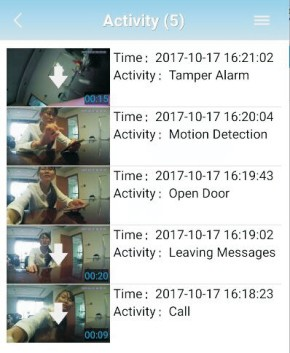 Activity (5)
Time : 2017-10-17 16:21:02
Activity : Tamper Alarm
00:15
Time : 2017-10-17 16:20:04
Activity : Motion Detection
Time : 2017-10-17 16:19:43
Activity : Open Door
Time : 2017-10-17 16:19:02
Activity : Leaving Messages
00:20
Time : 2017-10-17 16:18:23
Activity : Call
00:09